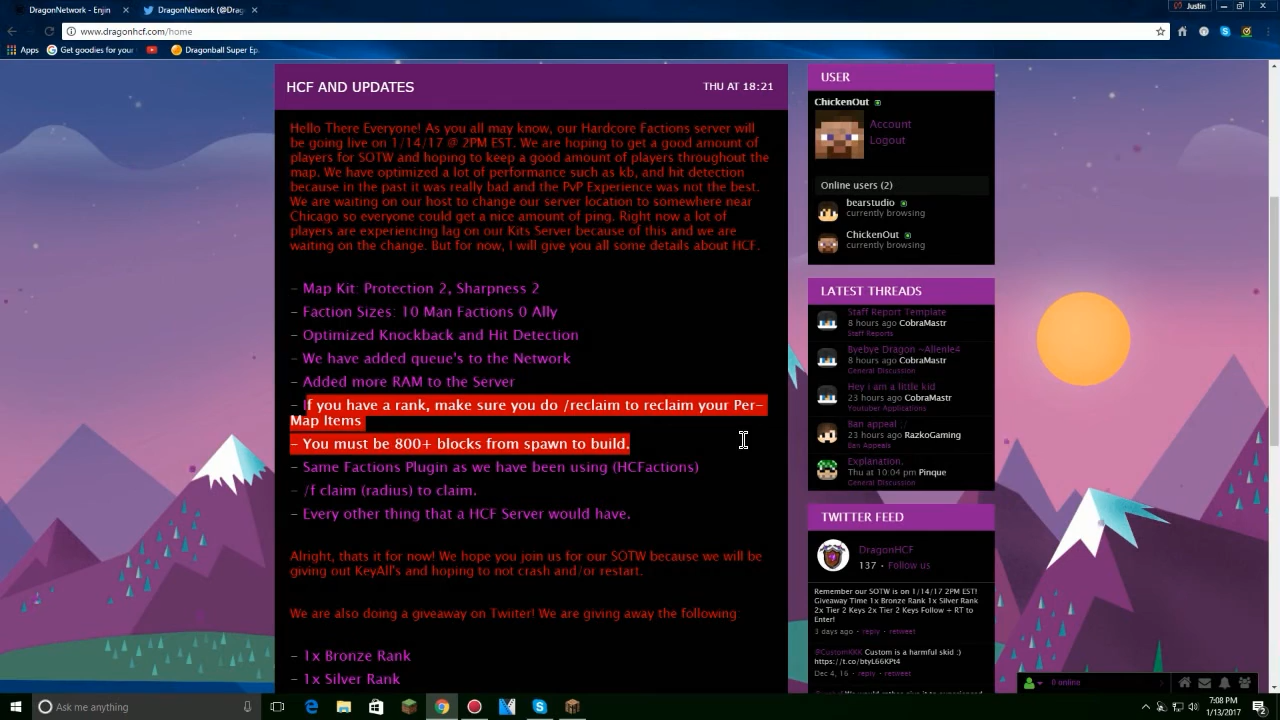 DragonNetwork - Enjin
DragonNetwork (@Drag
Justin
www.dragonhcf.com/home
Apps
Get goodies for your
Dragonball Super Ep.
HCF AND UPDATES
THU AT 18:21
Hello There Everyone! As you all may know, our Hardcore Factions server will
be going live on 1/14/17 @ 2PM EST. We are hoping to get a good amount of
players for SOTW and hoping to keep a good amount of players throughout the
map. We have optimized a lot of performance such as kb, and hit detection
because in the past it was really bad and the PvP Experience was not the best.
We are waiting on our host to change our server location to somewhere near
Chicago so everyone could get a nice amount of ping. Right now a lot of
players are experiencing lag on our Kits Server because of this and we are
waiting on the change. But for now, I will give you all some details about HCF.
- Map Kit: Protection 2, Sharpness 2
- Faction Sizes: 10 Man Factions 0 Ally
- Optimized Knockback and Hit Detection
- We have added queue's to the Network
- Added more RAM to the Server
- If you have a rank, make sure you do /reclaim to reclaim your Per-
Map Items
- You must be 800+ blocks from spawn to build.
- Same Factions Plugin as we have been using (HCFactions)
- /f claim (radius) to claim.
- Every other thing that a HCF Server would have.
Alright, thats it for now! We hope you join us for our SOTW because we will be
giving out KeyAll's and hoping to not crash and/or restart.
We are also doing a giveaway on Twiiter! We are giving away the following:
- 1x Bronze Rank
- 1x Silver Rank
USER
ChickenOut
Account
Logout
Online users (2)
bearstudio
currently browsing
ChickenOut
currently browsing
LATEST THREADS
Staff Report Template
8 hours ago CobraMastr
Staff Reports
Byebye Dragon ~Alienie4
8 hours ago CobraMastr
General Discussion
Hey i am a little kid
23 hours ago CobraMastr
Youtuber Applications
Ban appeal ;/
23 hours ago RazkoGaming
Ban Appeals
Explanation.
Thu at 10:04 pm Pinque
General Discussion
TWITTER FEED
DragonHCF
137 · Follow us
Remember our SOTW is on 1/14/17 2PM EST!
Giveaway Time 1x Bronze Rank 1x Silver Rank
2x Tier 2 Keys 2x Tier 2 Keys Follow + RT to
Enter!
3 days ago · reply · retweet
@CustomKKK Custom is a harmful skid :)
https://t.co/btyL66KPt4
Dec 4, 16 · reply · retweet
0 online
Ask me anything
7:08 PM
1/13/2017